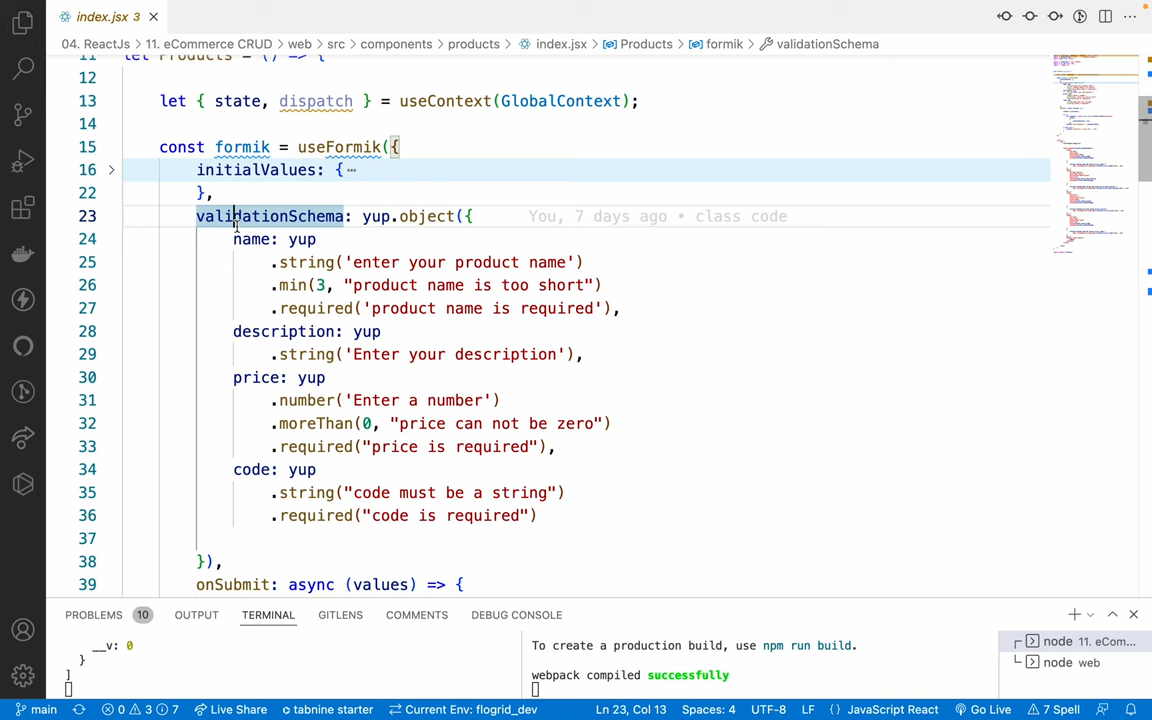 index.jsx 3
04. ReactJs > 11. eCommerce CRUD > web > src > components > products > index.jsx > Products > formik > validationSchema
11 let Products = () => {
12
13 let { state, dispatch } = useContext(GlobalContext);
14
15 const formik = useFormik({
16 initialValues: { ⋯
22 },
23 validationSchema: yup.object({ You, 7 days ago • class code
24 name: yup
25 .string('enter your product name')
26 .min(3, "product name is too short")
27 .required('product name is required'),
28 description: yup
29 .string('Enter your description'),
30 price: yup
31 .number('Enter a number')
32 .moreThan(0, "price can not be zero")
33 .required("price is required"),
34 code: yup
35 .string("code must be a string")
36 .required("code is required")
37
38 }),
39 onSubmit: async (values) => {
PROBLEMS 10 OUTPUT TERMINAL GITLENS COMMENTS DEBUG CONSOLE
__v: 0
}
]
To create a production build, use npm run build.
webpack compiled successfully
node 11. eCom...
node web
main 0 3 7 Live Share tabnine starter Current Env: flogrid_dev Ln 23, Col 13 Spaces: 4 UTF-8 LF JavaScript React Go Live 7 Spell